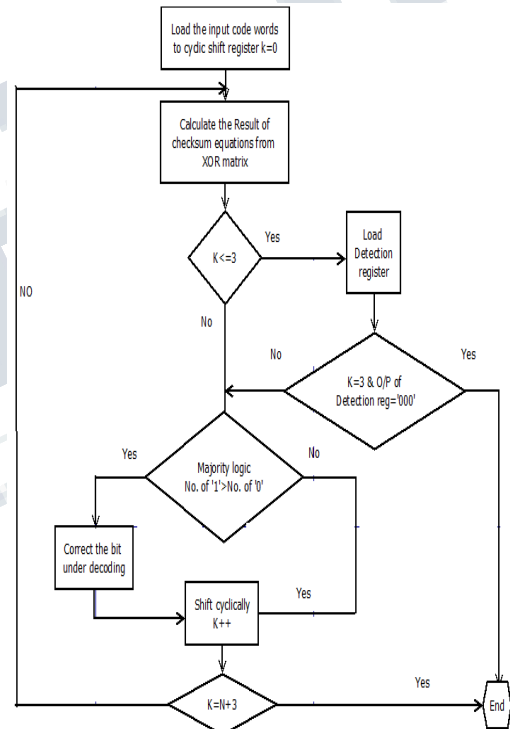 Load the input code words
to cydic shift register k=0
Calculate the Result of
checksum equations from
XOR matrix
K<=3
Yes
Load
Detection
register
NO
No
No
Yes
K=3 & O/P of
Detection reg='000'
Yes
No
Majority logic
No. of '1'>No. of '0'
Correct the bit
under decoding
Shift cyclically
K++
Yes
Yes
K=N+3
End